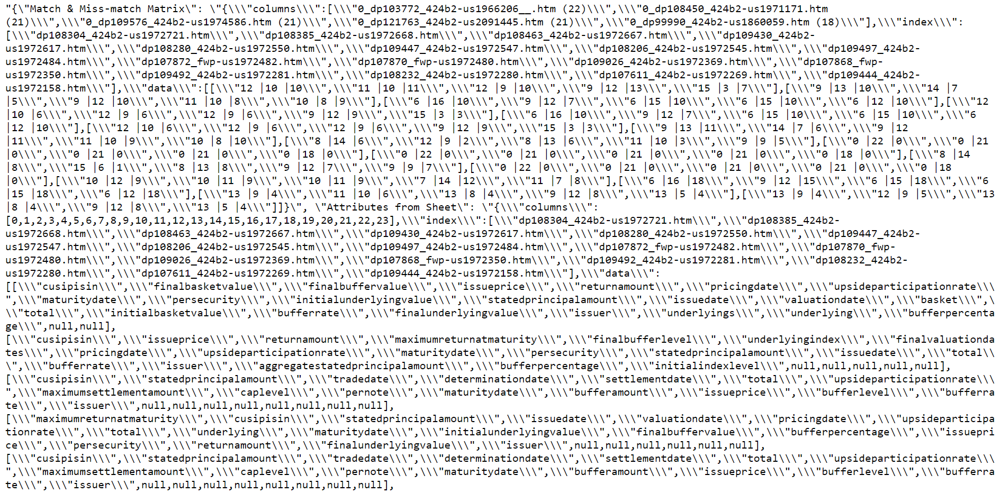 "{\"Match & Miss-match Matrix\": \"{\\\"columns\\\":[\\\"0_dp103772_424b2-us1966206__.htm (22)\\\",\\\"0_dp108450_424b2-us1971171.htm
(21)\\\",\\\"0_dp109576_424b2-us1974586.htm (21)\\\",\\\"0_dp121763_424b2-us2091445.htm (21)\\\",\\\"0_dp99990_424b2-us1860059.htm (18)\\\"],\\\"index\\\":
[\\\"dp108304_424b2-us1972721.htm\\\",\\\"dp108385_424b2-us1972668.htm\\\",\\\"dp108463_424b2-us1972667.htm\\\",\\\"dp109430_424b2-
us1972617.htm\\\",\\\"dp108280_424b2-us1972550.htm\\\",\\\"dp109447_424b2-us1972547.htm\\\",\\\"dp108206_424b2-us1972545.htm\\\",\\\"dp109497_424b2-
us1972484.htm\\\",\\\"dp107872_fwp-us1972482.htm\\\",\\\"dp107870_fwp-us1972480.htm\\\",\\\"dp109026_424b2-us1972369.htm\\\",\\\"dp107868_fwp-
us1972350.htm\\\",\\\"dp109492_424b2-us1972281.htm\\\",\\\"dp108232_424b2-us1972280.htm\\\",\\\"dp107611_424b2-us1972269.htm\\\",\\\"dp109444_424b2-
us1972158.htm\\\"],\\\"data\\\":[[\\\"12 |10 |10\\\",\\\"11 |10 |11\\\",\\\"12 |9 |10\\\",\\\"9 |12 |13\\\",\\\"15 |3 |7\\\"],[\\\"9 |13 |10\\\",\\\"14 |7
|5\\\",\\\"9 |12 |10\\\",\\\"11 |10 |8\\\",\\\"10 |8 |9\\\"],[\\\"6 |16 |10\\\",\\\"9 |12 |7\\\",\\\"6 |15 |10\\\",\\\"6 |15 |10\\\",\\\"6 |12 |10\\\"],[\\\"12
|10 |6\\\",\\\"12 |9 |6\\\",\\\"12 |9 |6\\\",\\\"9 |12 |9\\\",\\\"15 |3 |3\\\"],[\\\"6 |16 |10\\\",\\\"9 |12 |7\\\",\\\"6 |15 |10\\\",\\\"6 |15 |10\\\",\\\"6
|12 |10\\\"],[\\\"12 |10 |6\\\",\\\"12 |9 |6\\\",\\\"12 |9 |6\\\",\\\"9 |12 |9\\\",\\\"15 |3 |3\\\"],[\\\"9 |13 |11\\\",\\\"14 |7 |6\\\",\\\"9 |12
|11\\\",\\\"11 |10 |9\\\",\\\"10 |8 |10\\\"],[\\\"8 |14 |6\\\",\\\"12 |9 |2\\\",\\\"8 |13 |6\\\",\\\"11 |10 |3\\\",\\\"9 |9 |5\\\"],[\\\"0 |22 |0\\\",\\\"0 |21
|0\\\",\\\"0 |21 |0\\\",\\\"0 |21 |0\\\",\\\"0 |18 |0\\\"],[\\\"0 |22 |0\\\",\\\"0 |21 |0\\\",\\\"0 |21 |0\\\",\\\"0 |21 |0\\\",\\\"0 |18 |0\\\"],[\\\"8 |14
|8\\\",\\\"15 |6 |1\\\",\\\"8 |13 |8\\\",\\\"9 |12 |7\\\",\\\"9 |9 |7\\\"],[\\\"0 |22 |0\\\",\\\"0 |21 |0\\\",\\\"0 |21 |0\\\",\\\"0 |21 |0\\\",\\\"0 |18
|0\\\"],[\\\"10 |12 |9\\\",\\\"10 |11 |9\\\",\\\"10 |11 |9\\\",\\\"7 |14 |12\\\",\\\"11 |7 |8\\\"],[\\\"6 |16 |18\\\",\\\"9 |12 |15\\\",\\\"6 |15 |18\\\",\\\"6
|15 |18\\\",\\\"6 |12 |18\\\"],[\\\"13 |9 |4\\\",\\\"11 |10 |6\\\",\\\"13 |8 |4\\\",\\\"9 |12 |8\\\",\\\"13 |5 |4\\\"],[\\\"13 |9 |4\\\",\\\"12 |9 |5\\\",\\\"13
|8 |4\\\",\\\"9 |12 |8\\\",\\\"13 |5 |4\\\"]]}\", \"Attributes from Sheet\": \"{\\\"columns\\\":
[0,1,2,3,4,5,6,7,8,9,10,11,12,13,14,15,16,17,18,19,20,21,22,23],\\\"index\\\":[\\\"dp108304_424b2-us1972721.htm\\\",\\\"dp108385_424b2-
us1972668.htm\\\",\\\"dp108463_424b2-us1972667.htm\\\",\\\"dp109430_424b2-us1972617.htm\\\",\\\"dp108280_424b2-us1972550.htm\\\",\\\"dp109447_424b2-
us1972547.htm\\\",\\\"dp108206_424b2-us1972545.htm\\\",\\\"dp109497_424b2-us1972484.htm\\\",\\\"dp107872_fwp-us1972482.htm\\\",\\\"dp107870_fwp-
us1972480.htm\\\",\\\"dp109026_424b2-us1972369.htm\\\",\\\"dp107868_fwp-us1972350.htm\\\",\\\"dp109492_424b2-us1972281.htm\\\",\\\"dp108232_424b2-
us1972280.htm\\\",\\\"dp107611_424b2-us1972269.htm\\\",\\\"dp109444_424b2-us1972158.htm\\\"],\\\"data\\\":
[[\\\"cusipisin\\\",\\\"finalbasketvalue\\\",\\\"finalbuffervalue\\\",\\\"issueprice\\\",\\\"returnamount\\\",\\\"pricingdate\\\",\\\"upsideparticipationrate\\\
",\\\"maturitydate\\\",\\\"persecurity\\\",\\\"initialunderlyingvalue\\\",\\\"statedprincipalamount\\\",\\\"issuedate\\\",\\\"valuationdate\\\",\\\"basket\\\",\
\\"total\\\",\\\"initialbasketvalue\\\",\\\"bufferrate\\\",\\\"finalunderlyingvalue\\\",\\\"issuer\\\",\\\"underlyings\\\",\\\"underlying\\\",\\\"bufferpercenta
ge\\\",null,null],
[\\\"cusipisin\\\",\\\"issueprice\\\",\\\"returnamount\\\",\\\"maximumreturnatmaturity\\\",\\\"finalbufferlevel\\\",\\\"underlyingindex\\\",\\\"finalvaluationda
tes\\\",\\\"pricingdate\\\",\\\"upsideparticipationrate\\\",\\\"maturitydate\\\",\\\"persecurity\\\",\\\"statedprincipalamount\\\",\\\"issuedate\\\",\\\"total\\
\",\\\"bufferrate\\\",\\\"issuer\\\",\\\"aggregatestatedprincipalamount\\\",\\\"bufferpercentage\\\",\\\"initialindexlevel\\\",null,null,null,null,null],
[\\\"cusipisin\\\",\\\"statedprincipalamount\\\",\\\"tradedate\\\",\\\"determinationdate\\\",\\\"settlementdate\\\",\\\"total\\\",\\\"upsideparticipationrate\\\
",\\\"maximumsettlementamount\\\",\\\"caplevel\\\",\\\"pernote\\\",\\\"maturitydate\\\",\\\"bufferamount\\\",\\\"issueprice\\\",\\\"bufferlevel\\\",\\\"bufferra
te\\\",\\\"issuer\\\",null,null,null,null,null,null,null,null],
[\\\"maximumreturnatmaturity\\\",\\\"cusipisin\\\",\\\"statedprincipalamount\\\",\\\"issuedate\\\",\\\"valuationdate\\\",\\\"pricingdate\\\",\\\"upsideparticipa
tionrate\\\",\\\"total\\\",\\\"underlying\\\",\\\"maturitydate\\\",\\\"initialunderlyingvalue\\\",\\\"finalbuffervalue\\\",\\\"bufferpercentage\\\",\\\"issuepri
ce\\\",\\\"persecurity\\\",\\\"returnamount\\\",\\\"finalunderlyingvalue\\\",\\\"issuer\\\",null,null,null,null,null,null],
[\\\"cusipisin\\\",\\\"statedprincipalamount\\\",\\\"tradedate\\\",\\\"determinationdate\\\",\\\"settlementdate\\\",\\\"total\\\",\\\"upsideparticipationrate\\\
",\\\"maximumsettlementamount\\\",\\\"caplevel\\\",\\\"pernote\\\",\\\"maturitydate\\\",\\\"bufferamount\\\",\\\"issueprice\\\",\\\"bufferlevel\\\",\\\"bufferra
te\\\",\\\"issuer\\\",null,null,null,null,null,null,null,null],